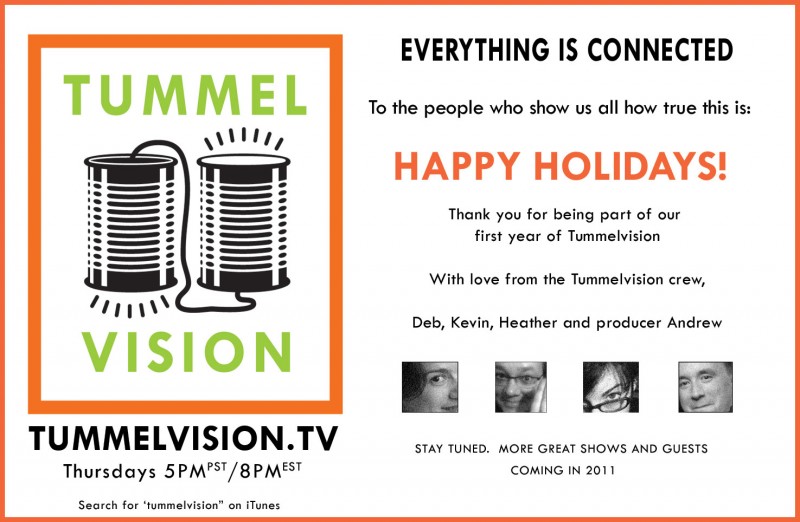 TUMMEL
VISION
TUMMELVISION.TV
Thursdays 5PMPST/8PMEST
Search for ‘tummelvision” on iTunes
EVERYTHING IS CONNECTED
To the people who show us all how true this is:
HAPPY HOLIDAYS!
Thank you for being part of our
first year of Tummelvision
With love from the Tummelvision crew,
Deb, Kevin, Heather and producer Andrew
STAY TUNED. MORE GREAT SHOWS AND GUESTS
COMING IN 2011